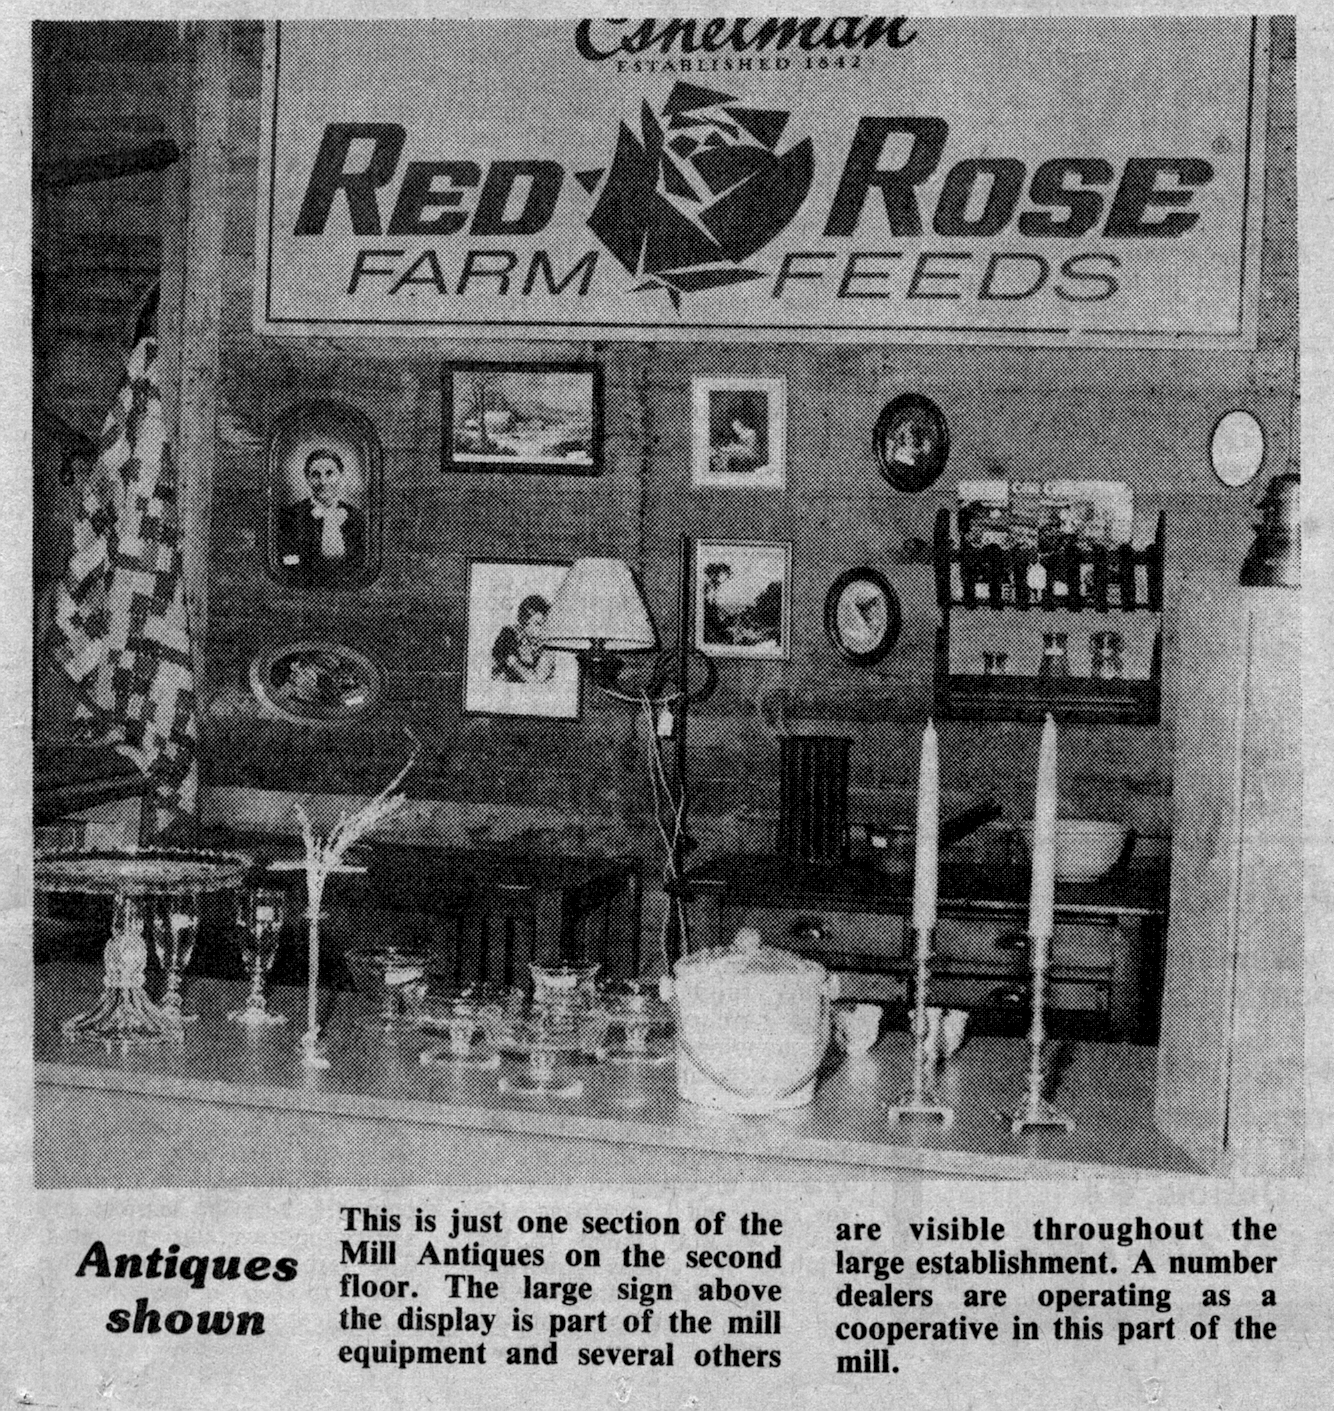 Eshelman
ESTABLISHED 1842
RED ROSE®
FARM FEEDS
Antiques
shown
This is just one section of the
Mill Antiques on the second
floor. The large sign above
the display is part of the mill
equipment and several others
are visible throughout the
large establishment. A number
dealers are operating as a
cooperative in this part of the
mill.